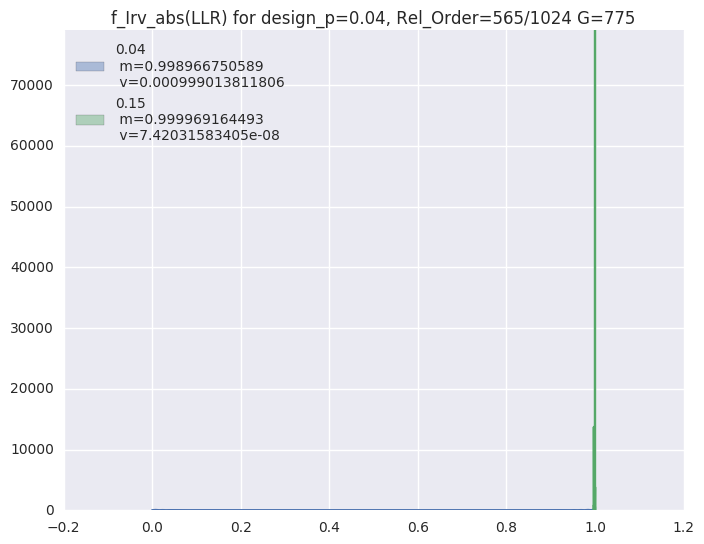 f_Irv_abs(LLR) for design_p=0.04, Rel_Order=565/1024 G=775
0.04
m=0.998966750589
v=0.000999013811806
0.15
m=0.999969164493
v=7.42031583405e-08
70000
60000
50000
40000
30000
20000
10000
0
−0.2 0.0 0.2 0.4 0.6 0.8 1.0 1.2